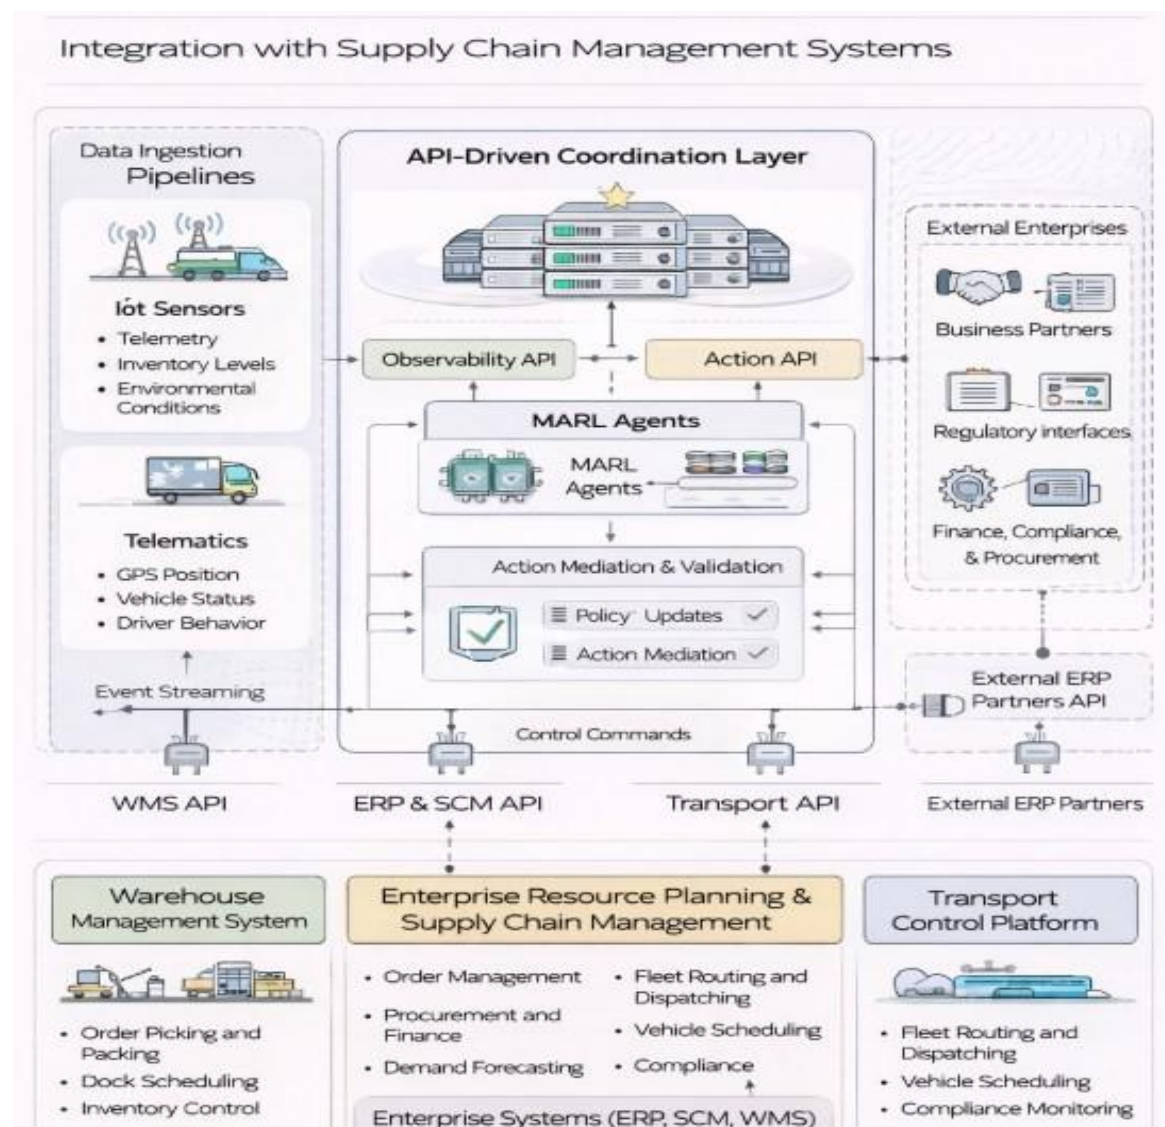 Integration with Supply Chain Management Systems
Data Ingestion
Pipelines
Iót Sensors
• Telemetry
• Inventory Levels
• Environmental
Conditions
Telematics
• GPS Position
• Vehicle Status
• Driver Behavior
Event Streaming
API-Driven Coordination Layer
Observability API
Action API
MARL Agents
MARL
Agents
Action Mediation & Validation
Policy Updates
Action Mediation
Control Commands
External Enterprises
Business Partners
Regulatory interfaces
Finance, Compliance,
& Procurement
External ERP
Partners API
WMS API
ERP & SCM API
Transport API
External ERP Partners
Warehouse
Management System
• Order Picking and
Packing
• Dock Scheduling
• Inventory Control
Enterprise Resource Planning &
Supply Chain Management
• Order Management
• Procurement and
Finance
• Demand Forecasting
• Fleet Routing and
Dispatching
• Vehicle Scheduling
• Compliance
Enterprise Systems (ERP, SCM, WMS)
Transport
Control Platform
• Fleet Routing and
Dispatching
• Vehicle Scheduling
• Compliance Monitoring